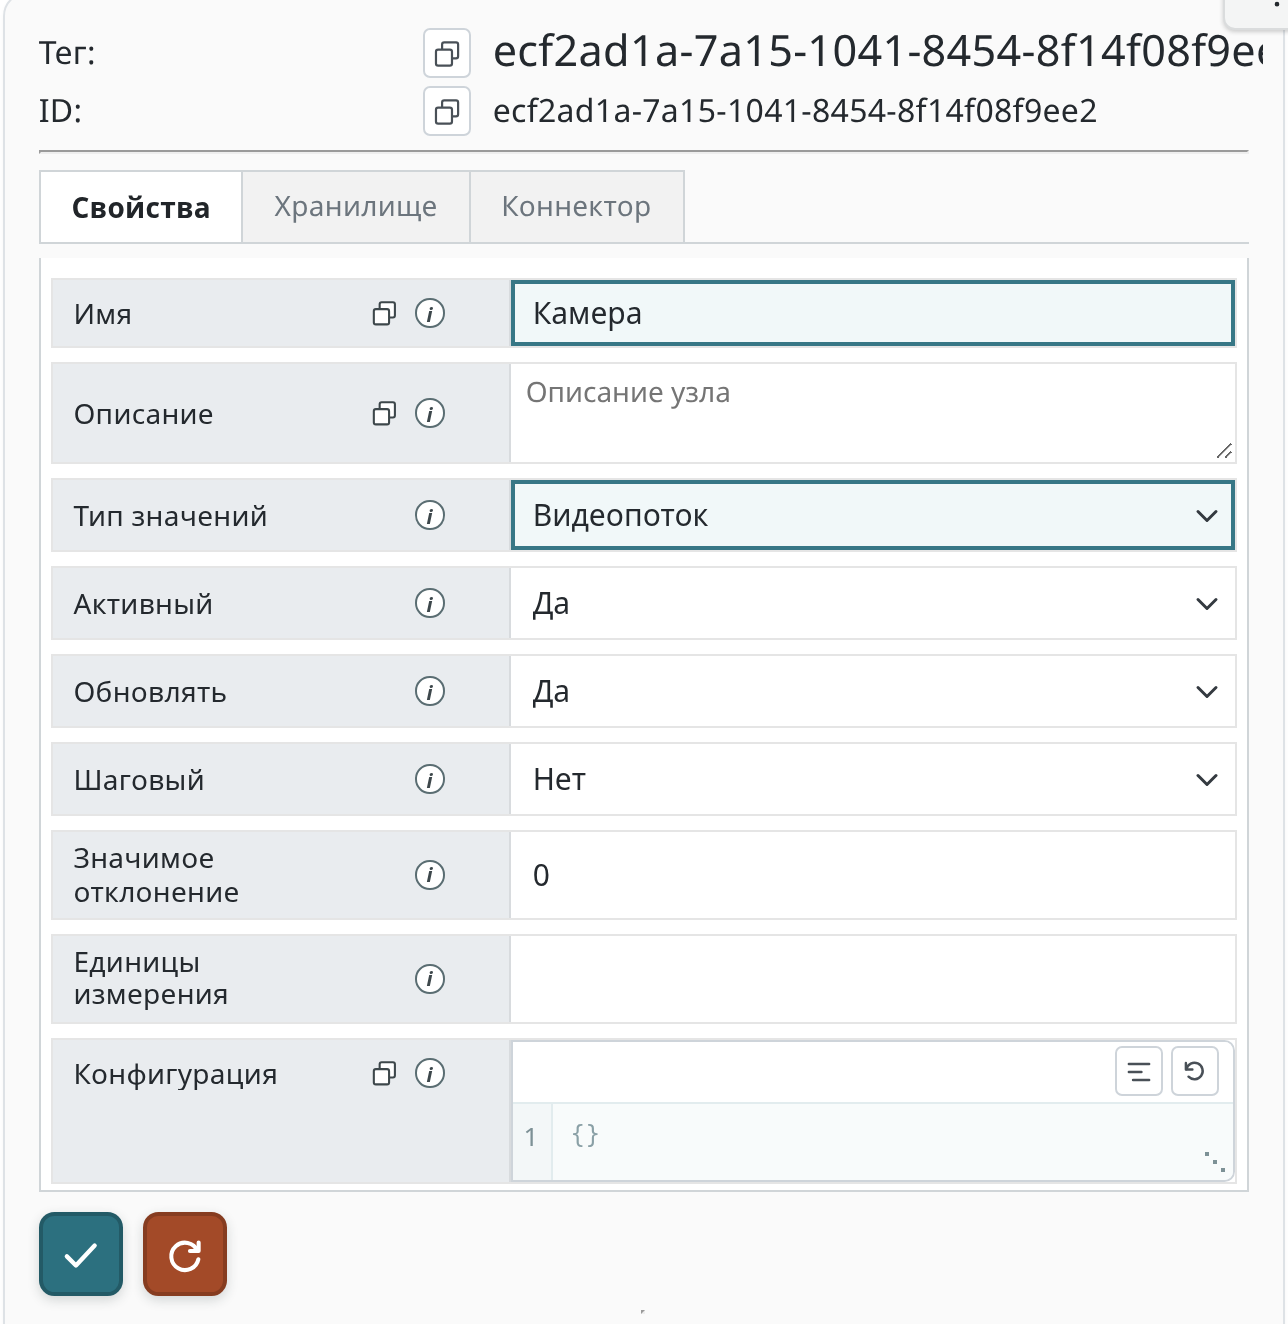 Тег: ecf2ad1a-7a15-1041-8454-8f14f08f9e
ID: ecf2ad1a-7a15-1041-8454-8f14f08f9ee2
Свойства Хранилище Коннектор
Имя Камера
Описание Описание узла
Тип значений Видеопоток
Активный Да
Обновлять Да
Шаговый Нет
Значимое
отклонение 0
Единицы
измерения
Конфигурация
1 {}